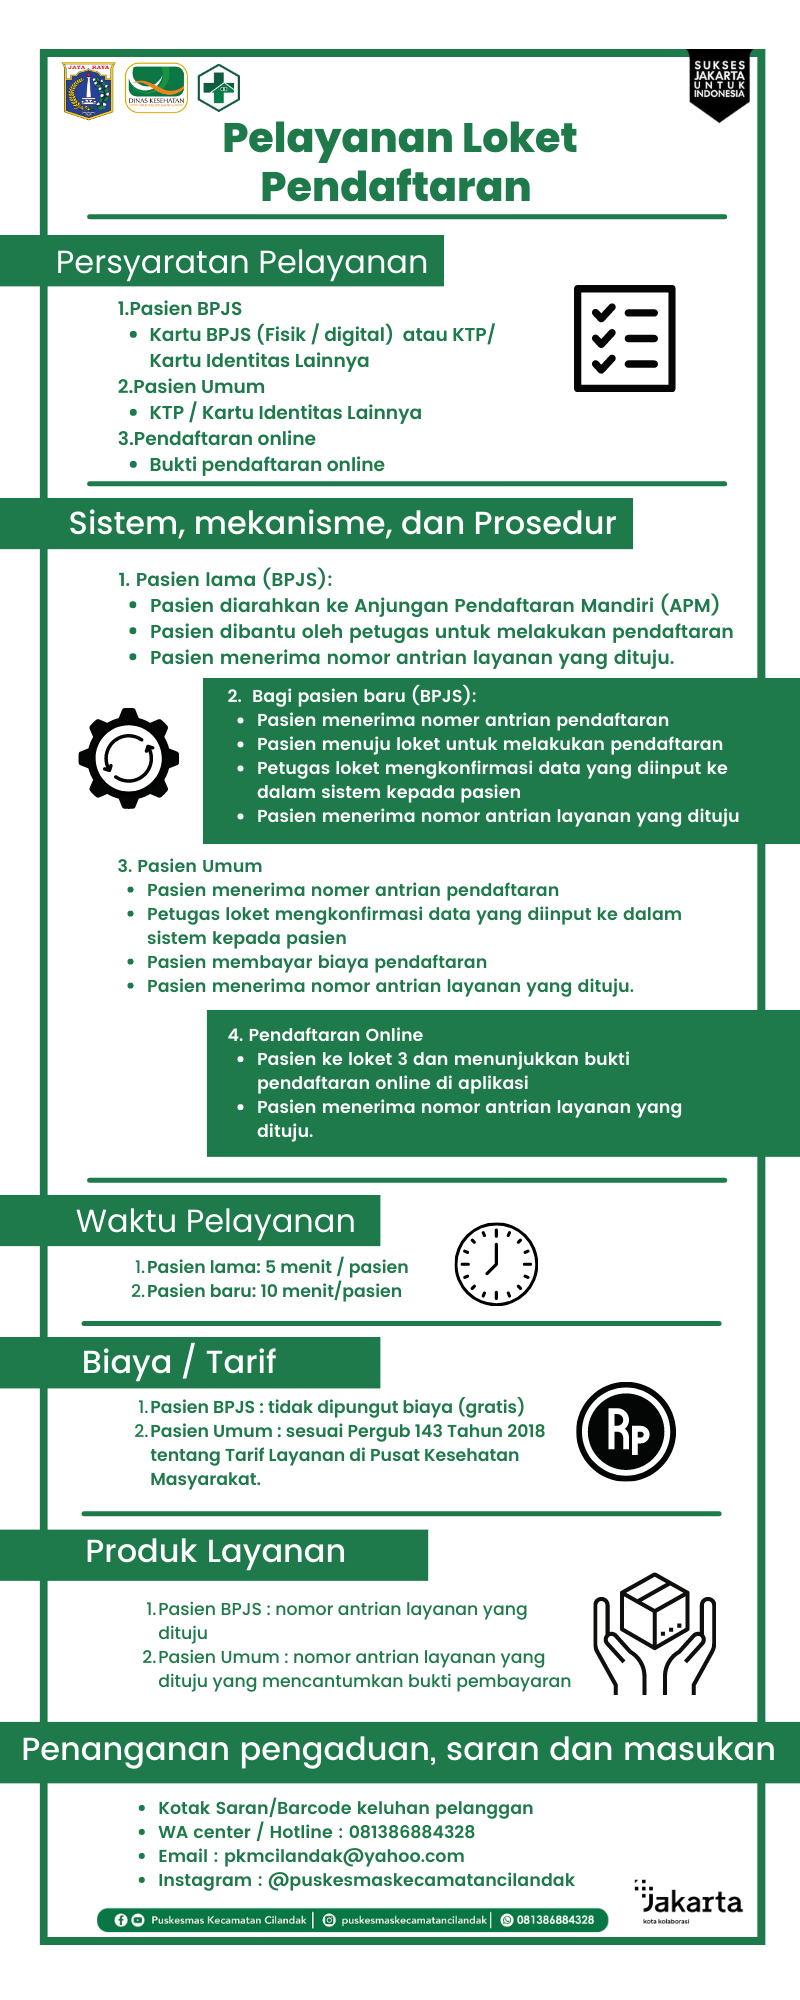 JAYA RAYA
DINAS KESEHATAN
SUKSES
JAKARTA
UNTUK
INDONESIA
Pelayanan Loket
Pendaftaran
Persyaratan Pelayanan
1.Pasien BPJS
• Kartu BPJS (Fisik / digital) atau KTP/
Kartu Identitas Lainnya
2.Pasien Umum
• KTP / Kartu Identitas Lainnya
3.Pendaftaran online
• Bukti pendaftaran online
Sistem, mekanisme, dan Prosedur
1. Pasien lama (BPJS):
• Pasien diarahkan ke Anjungan Pendaftaran Mandiri (APM)
• Pasien dibantu oleh petugas untuk melakukan pendaftaran
• Pasien menerima nomor antrian layanan yang dituju.
2. Bagi pasien baru (BPJS):
• Pasien menerima nomer antrian pendaftaran
• Pasien menuju loket untuk melakukan pendaftaran
• Petugas loket mengkonfirmasi data yang diinput ke
dalam sistem kepada pasien
• Pasien menerima nomor antrian layanan yang dituju
3. Pasien Umum
• Pasien menerima nomer antrian pendaftaran
• Petugas loket mengkonfirmasi data yang diinput ke dalam
sistem kepada pasien
• Pasien membayar biaya pendaftaran
• Pasien menerima nomor antrian layanan yang dituju.
4. Pendaftaran Online
• Pasien ke loket 3 dan menunjukkan bukti
pendaftaran online di aplikasi
• Pasien menerima nomor antrian layanan yang
dituju.
Waktu Pelayanan
1.Pasien lama: 5 menit / pasien
2.Pasien baru: 10 menit/pasien
Biaya / Tarif
1.Pasien BPJS : tidak dipungut biaya (gratis)
2.Pasien Umum : sesuai Pergub 143 Tahun 2018
tentang Tarif Layanan di Pusat Kesehatan
Masyarakat.
Rp
Produk Layanan
1.Pasien BPJS : nomor antrian layanan yang
dituju
2.Pasien Umum : nomor antrian layanan yang
dituju yang mencantumkan bukti pembayaran
Penanganan pengaduan, saran dan masukan
• Kotak Saran/Barcode keluhan pelanggan
• WA center / Hotline : 081386884328
• Email : pkmcilandak@yahoo.com
• Instagram : @puskesmaskecamatancilandak
Jakarta
kota kolaborasi
Puskesmas Kecamatan Cilandak | puskesmaskecamatancilandak | 081386884328